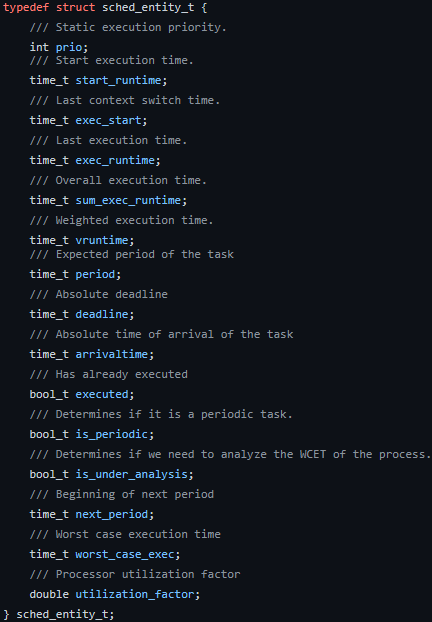 typedef struct sched_entity_t {
/// Static execution priority.
int prio;
/// Start execution time.
time_t start_runtime;
/// Last context switch time.
time_t exec_start;
/// Last execution time.
time_t exec_runtime;
/// Overall execution time.
time_t sum_exec_runtime;
/// Weighted execution time.
time_t vruntime;
/// Expected period of the task
time_t period;
/// Absolute deadline
time_t deadline;
/// Absolute time of arrival of the task
time_t arrivaltime;
/// Has already executed
bool_t executed;
/// Determines if it is a periodic task.
bool_t is_periodic;
/// Determines if we need to analyze the WCET of the process.
bool_t is_under_analysis;
/// Beginning of next period
time_t next_period;
/// Worst case execution time
time_t worst_case_exec;
/// Processor utilization factor
double utilization_factor;
} sched_entity_t;